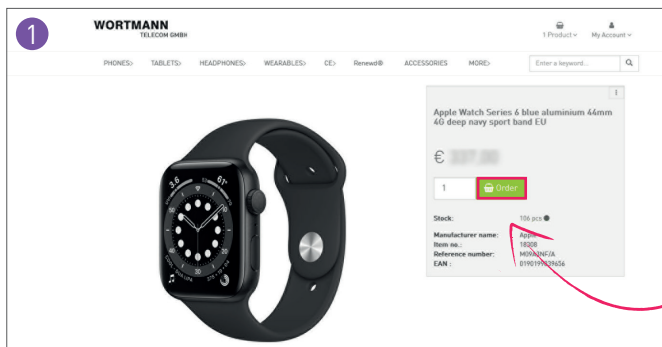 1
WORTMANN
TELECOM GMBH
1 Product
My Account
PHONES
TABLETS
HEADPHONES
WEARABLES
CE
Renewd®
ACCESSORIES
MORE
Enter a keyword...
Apple Watch Series 6 blue aluminium 44mm
4G deep navy sport band EU
€
1 Order
Stock: 106 pcs
Manufacturer name:
Item no.:
Reference number:
EAN :